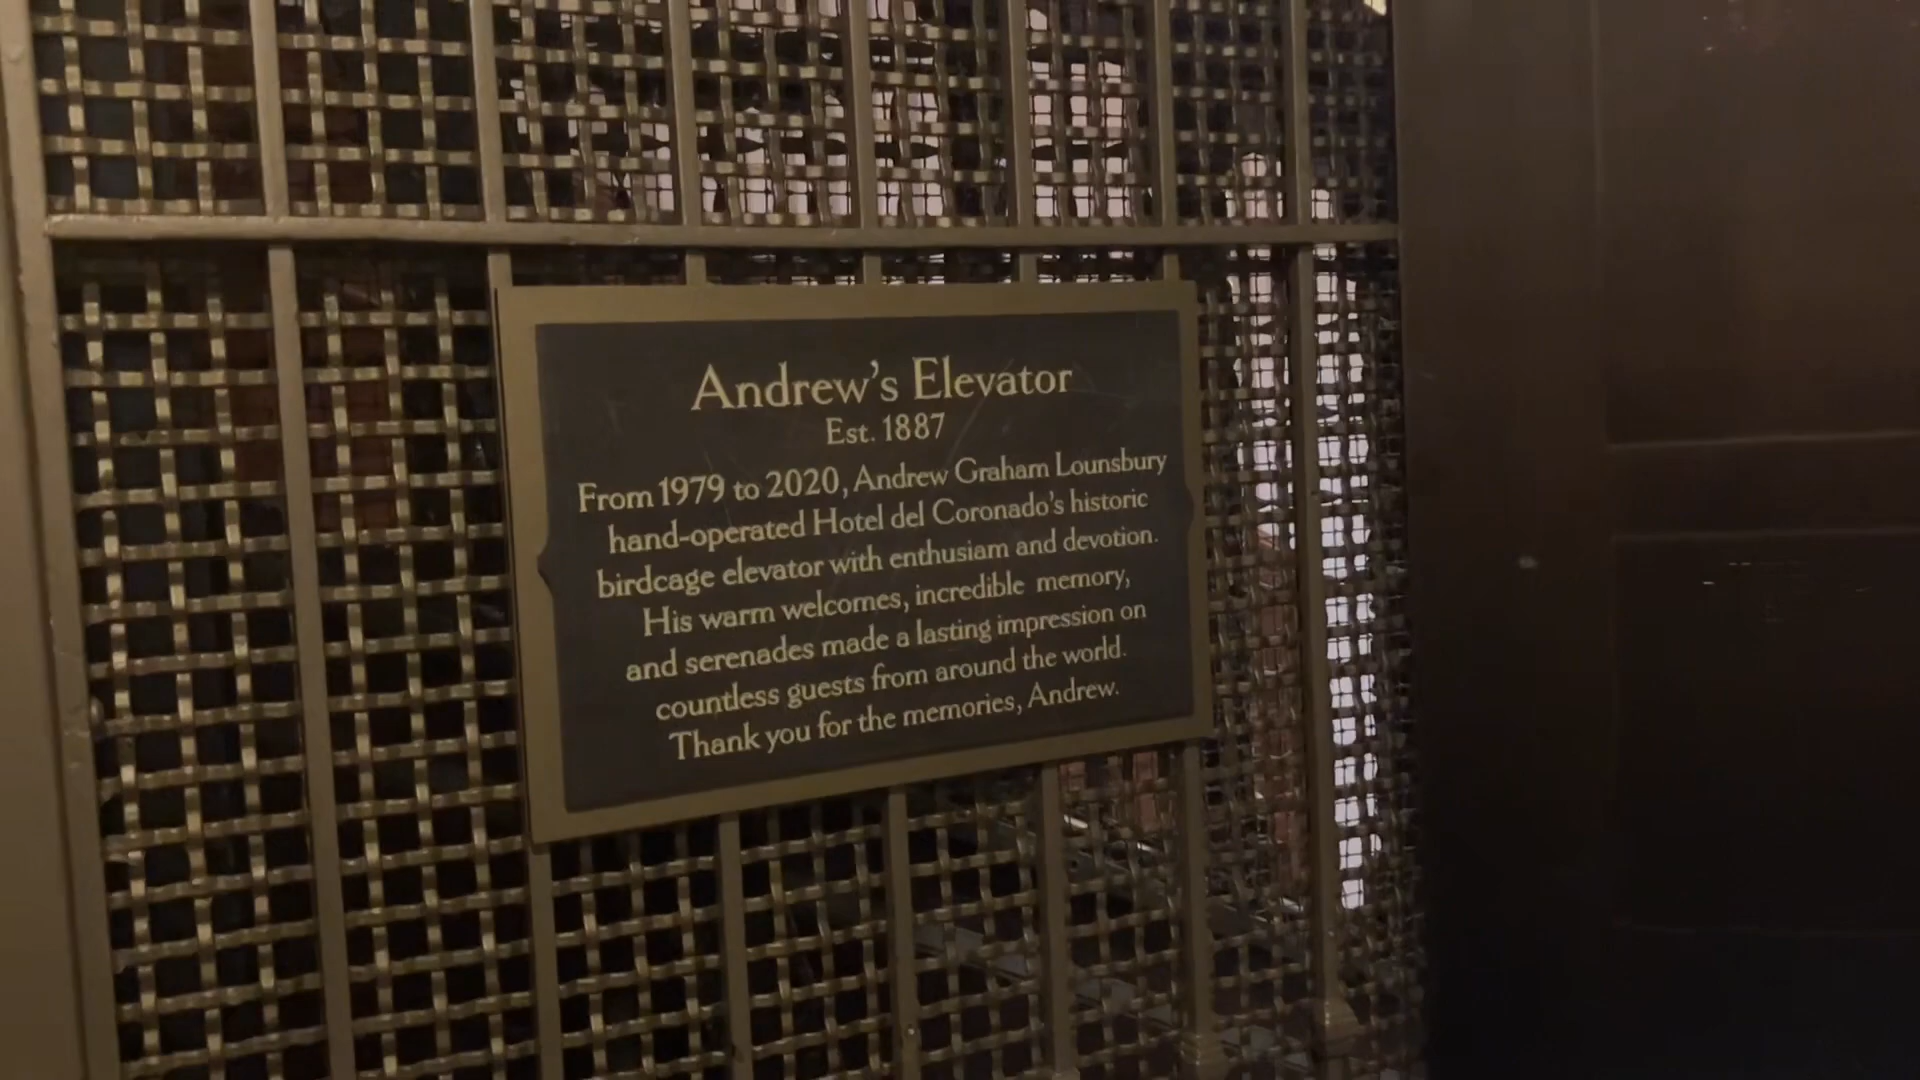 Andrew's Elevator
Est. 1887
From 1979 to 2020, Andrew Graham Lounsbury
hand-operated Hotel del Coronado's historic
birdcage elevator with enthusiam and devotion.
His warm welcomes, incredible memory,
and serenades made a lasting impression on
countless guests from around the world.
Thank you for the memories, Andrew.